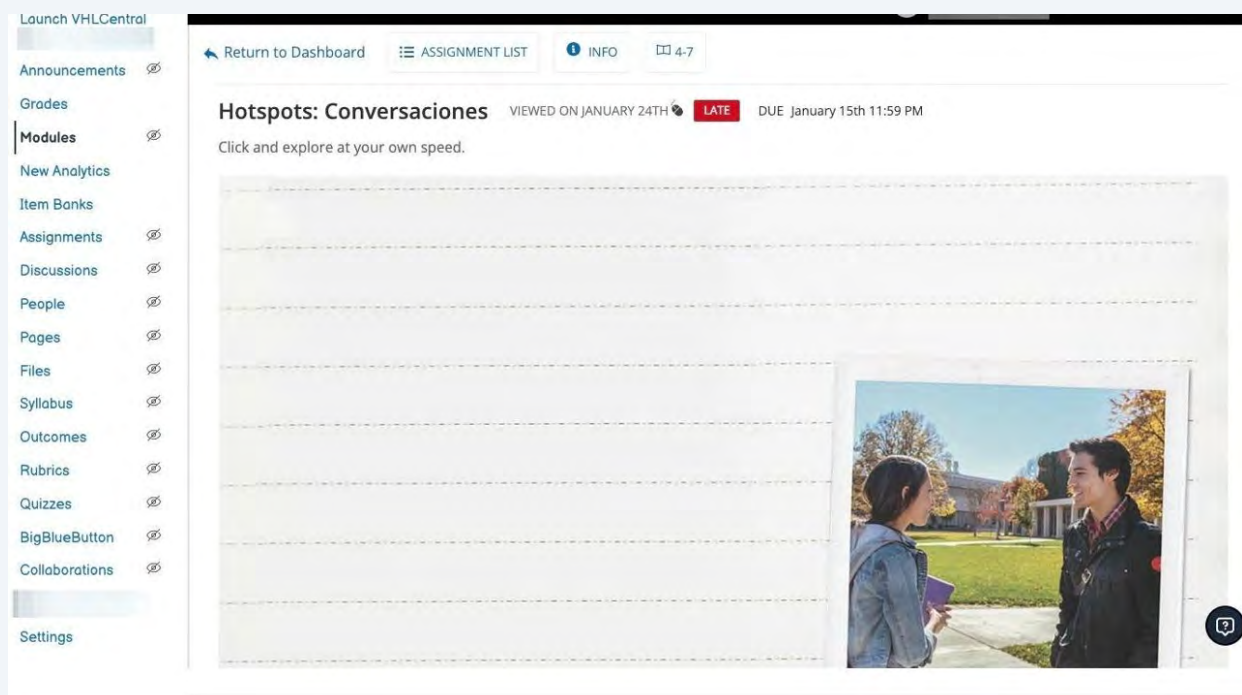 Launch VHLCentral
Announcements
Grades
Modules
New Analytics
Item Banks
Assignments
Discussions
People
Pages
Files
Syllabus
Outcomes
Rubrics
Quizzes
BigBlueButton
Collaborations
Settings
Return to Dashboard ASSIGNMENT LIST INFO 4-7
Hotspots: Conversaciones VIEWED ON JANUARY 24TH LATE DUE January 15th 11:59 PM
Click and explore at your own speed.